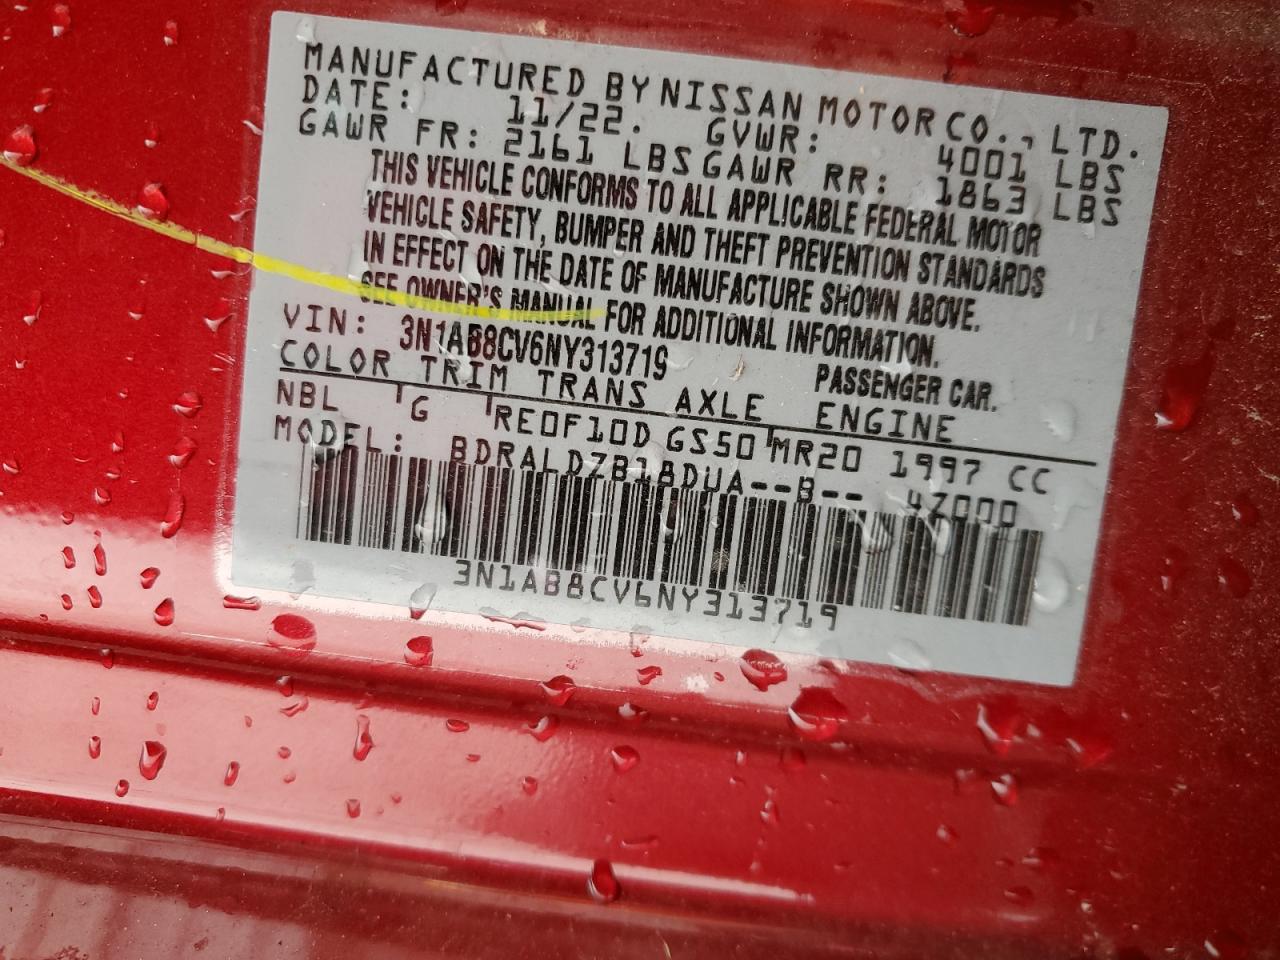 MANUFACTURED BY NISSAN MOTOR CO., LTD.
DATE: 11/22. GVWR: 4001 LBS
GAWR FR: 2161 LBS GAWR RR: 1863 LBS
THIS VEHICLE CONFORMS TO ALL APPLICABLE FEDERAL MOTOR
VEHICLE SAFETY, BUMPER AND THEFT PREVENTION STANDARDS
IN EFFECT ON THE DATE OF MANUFACTURE SHOWN ABOVE.
SEE OWNER'S MANUAL FOR ADDITIONAL INFORMATION.
VIN: 3N1AB8CV6NY313719 PASSENGER CAR.
COLOR TRIM TRANS AXLE ENGINE
NBL G RE0F10D GS50 MR20 1997 CC
MODEL: BDRALDZB18DUA--B-- 4Z000
3N1AB8CV6NY313719